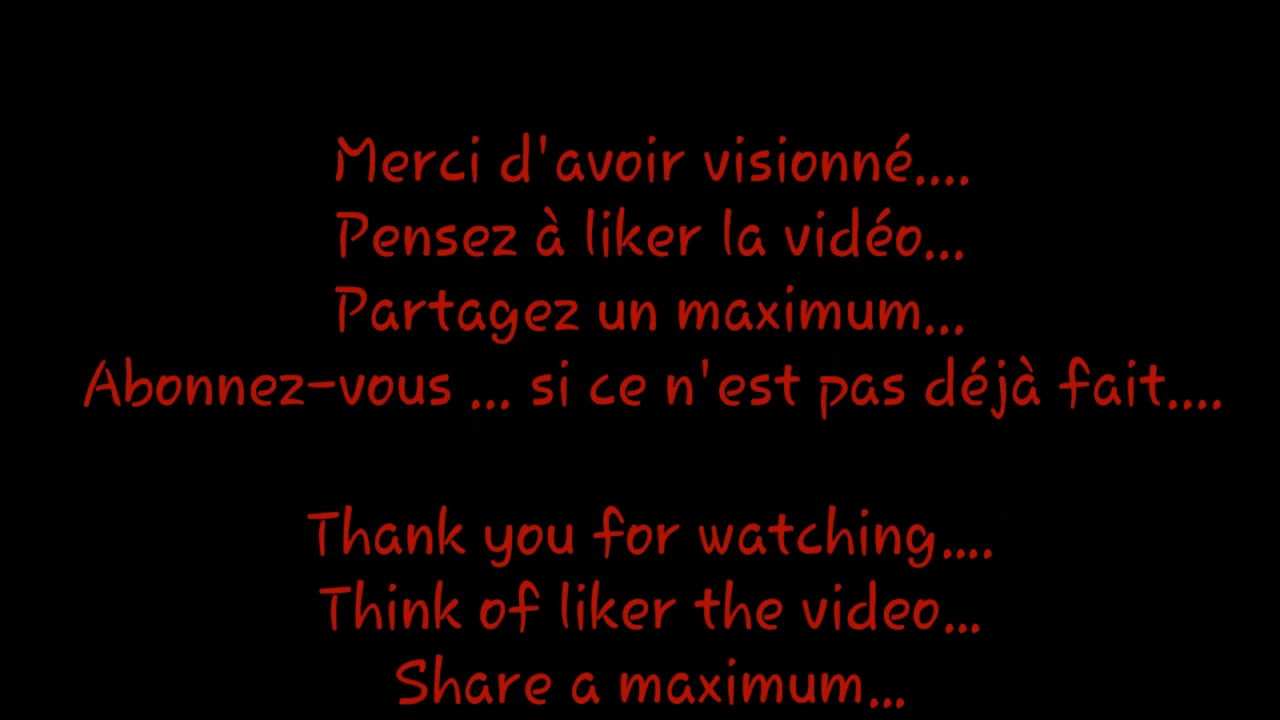 Merci d'avoir visionné....
Pensez à liker la vidéo...
Partagez un maximum...
Abonnez-vous ... si ce n'est pas déjà fait....
Thank you for watching....
Think of liker the video...
Share a maximum...